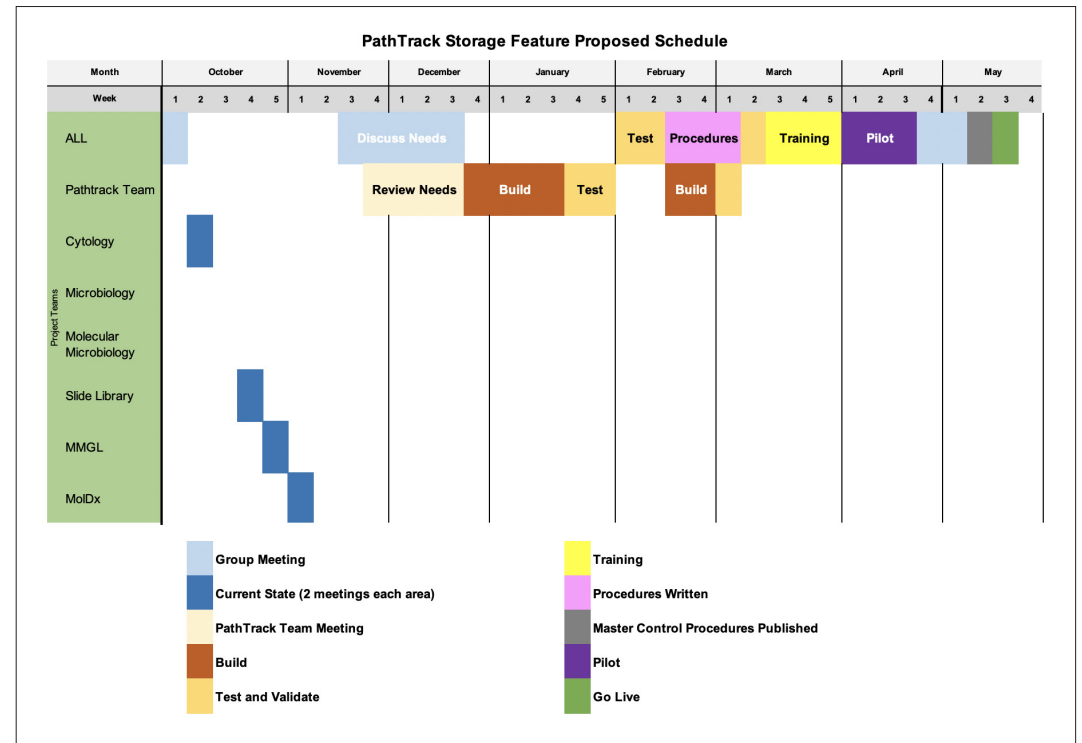 PathTrack Storage Feature Proposed Schedule
Month October November December January February March April May
Week 1 2 3 4 5 1 2 3 4 1 2 3 4 1 2 3 4 5 1 2 3 4 1 2 3 4 5 1 2 3 4 1 2 3 4
ALL Discuss Needs Test Procedures Training Pilot
Pathtrack Team Review Needs Build Test Build
Cytology
Project Teams
Microbiology
Molecular
Microbiology
Slide Library
MMGL
MolDx
Group Meeting
Current State (2 meetings each area)
PathTrack Team Meeting
Build
Test and Validate
Training
Procedures Written
Master Control Procedures Published
Pilot
Go Live